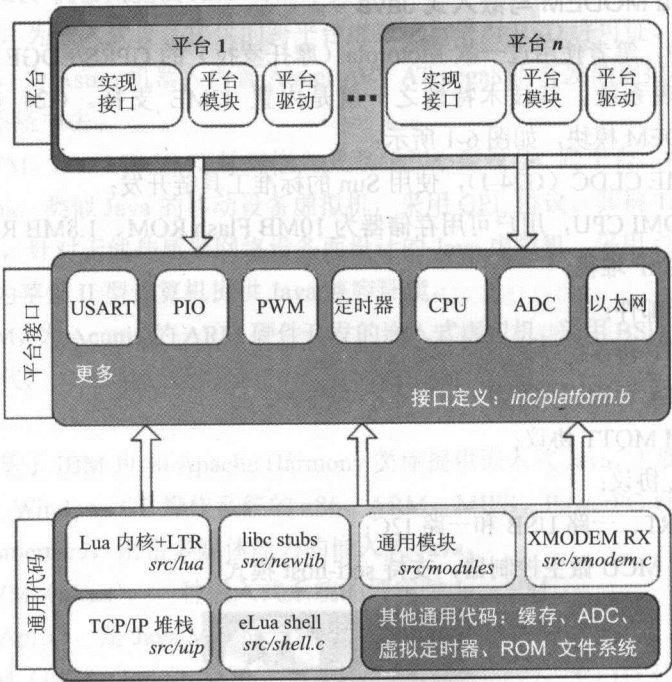 平台
平台 1
实现
接口
平台
模块
平台
驱动
平台 n
实现
接口
平台
模块
平台
驱动
平台接口
USART
PIO
PWM
定时器
CPU
ADC
以太网
更多
接口定义：inc/platform.b
通用代码
Lua 内核+LTR
src/lua
libc stubs
src/newlib
通用模块
src/modules
XMODEM RX
src/xmodem.c
TCP/IP 堆栈
src/uip
eLua shell
src/shell.c
其他通用代码：缓存、ADC、
虚拟定时器、ROM 文件系统